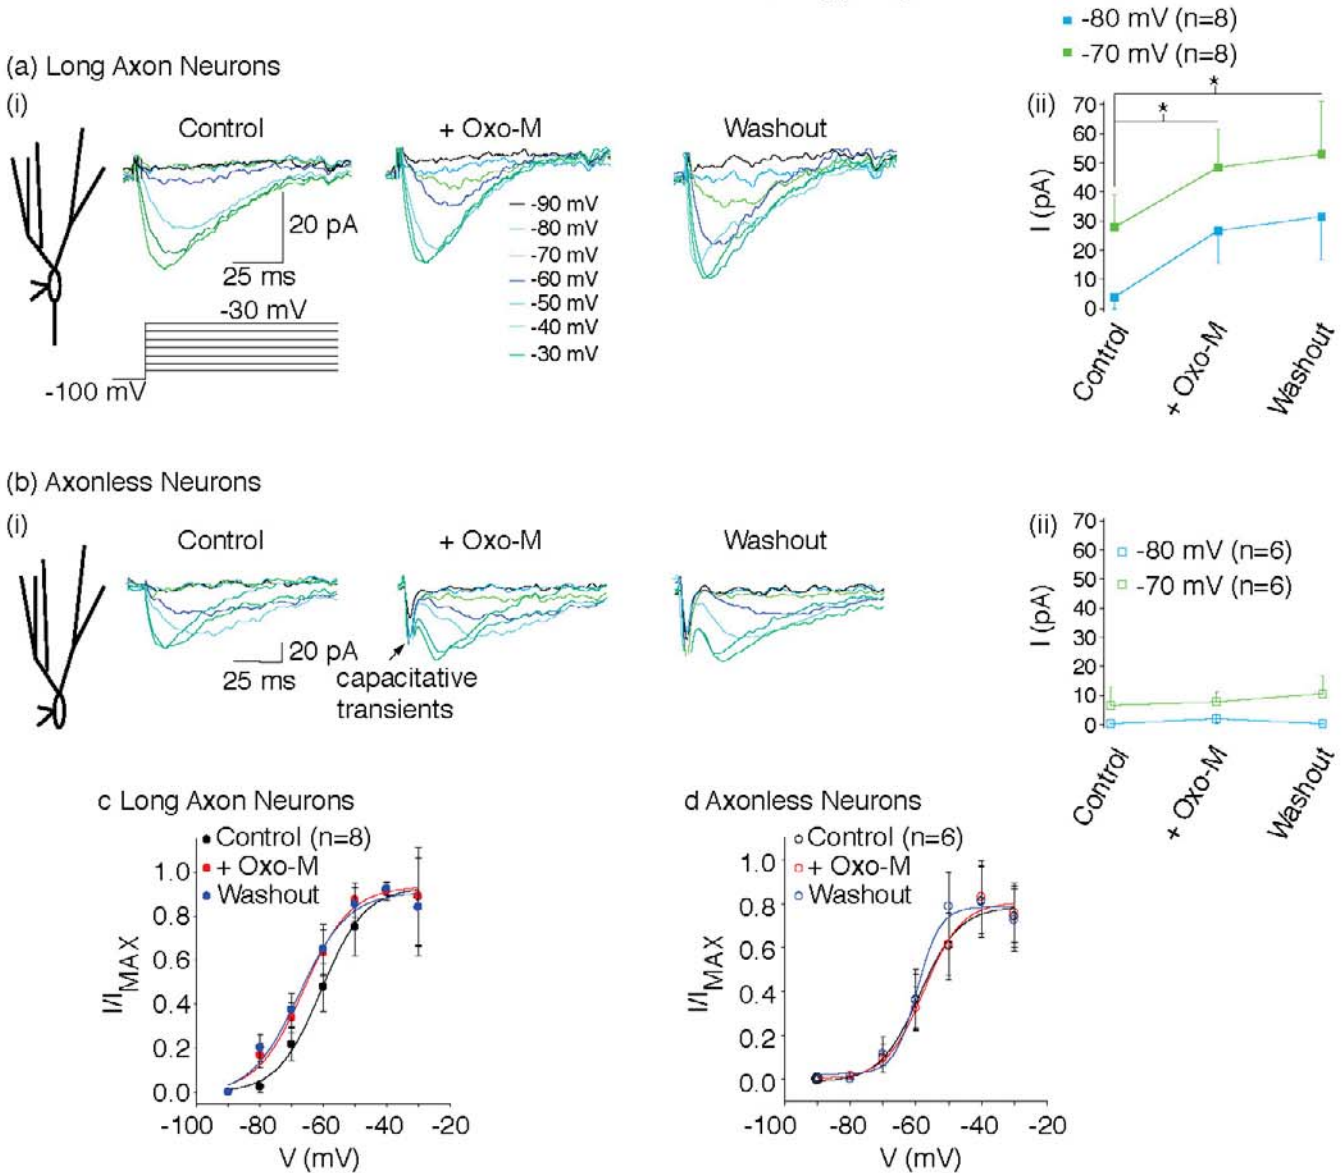 -80 mV (n=8)
-70 mV (n=8)
(a) Long Axon Neurons
(i)
Control
+ Oxo-M
Washout
20 pA
25 ms
-90 mV
-80 mV
-70 mV
-60 mV
-50 mV
-40 mV
-30 mV
-30 mV
-100 mV
(ii)
*
*
I (pA)
70
60
50
40
30
20
10
0
Control
+ Oxo-M
Washout
(b) Axonless Neurons
(i)
Control
+ Oxo-M
Washout
20 pA
25 ms
capacitative
transients
(ii)
-80 mV (n=6)
-70 mV (n=6)
I (pA)
70
60
50
40
30
20
10
0
Control
+ Oxo-M
Washout
c Long Axon Neurons
Control (n=8)
+ Oxo-M
Washout
I/IMAX
1.0
0.8
0.6
0.4
0.2
0.0
-100 -80 -60 -40 -20
V (mV)
d Axonless Neurons
Control (n=6)
+ Oxo-M
Washout
I/IMAX
1.0
0.8
0.6
0.4
0.2
0.0
-100 -80 -60 -40 -20
V (mV)